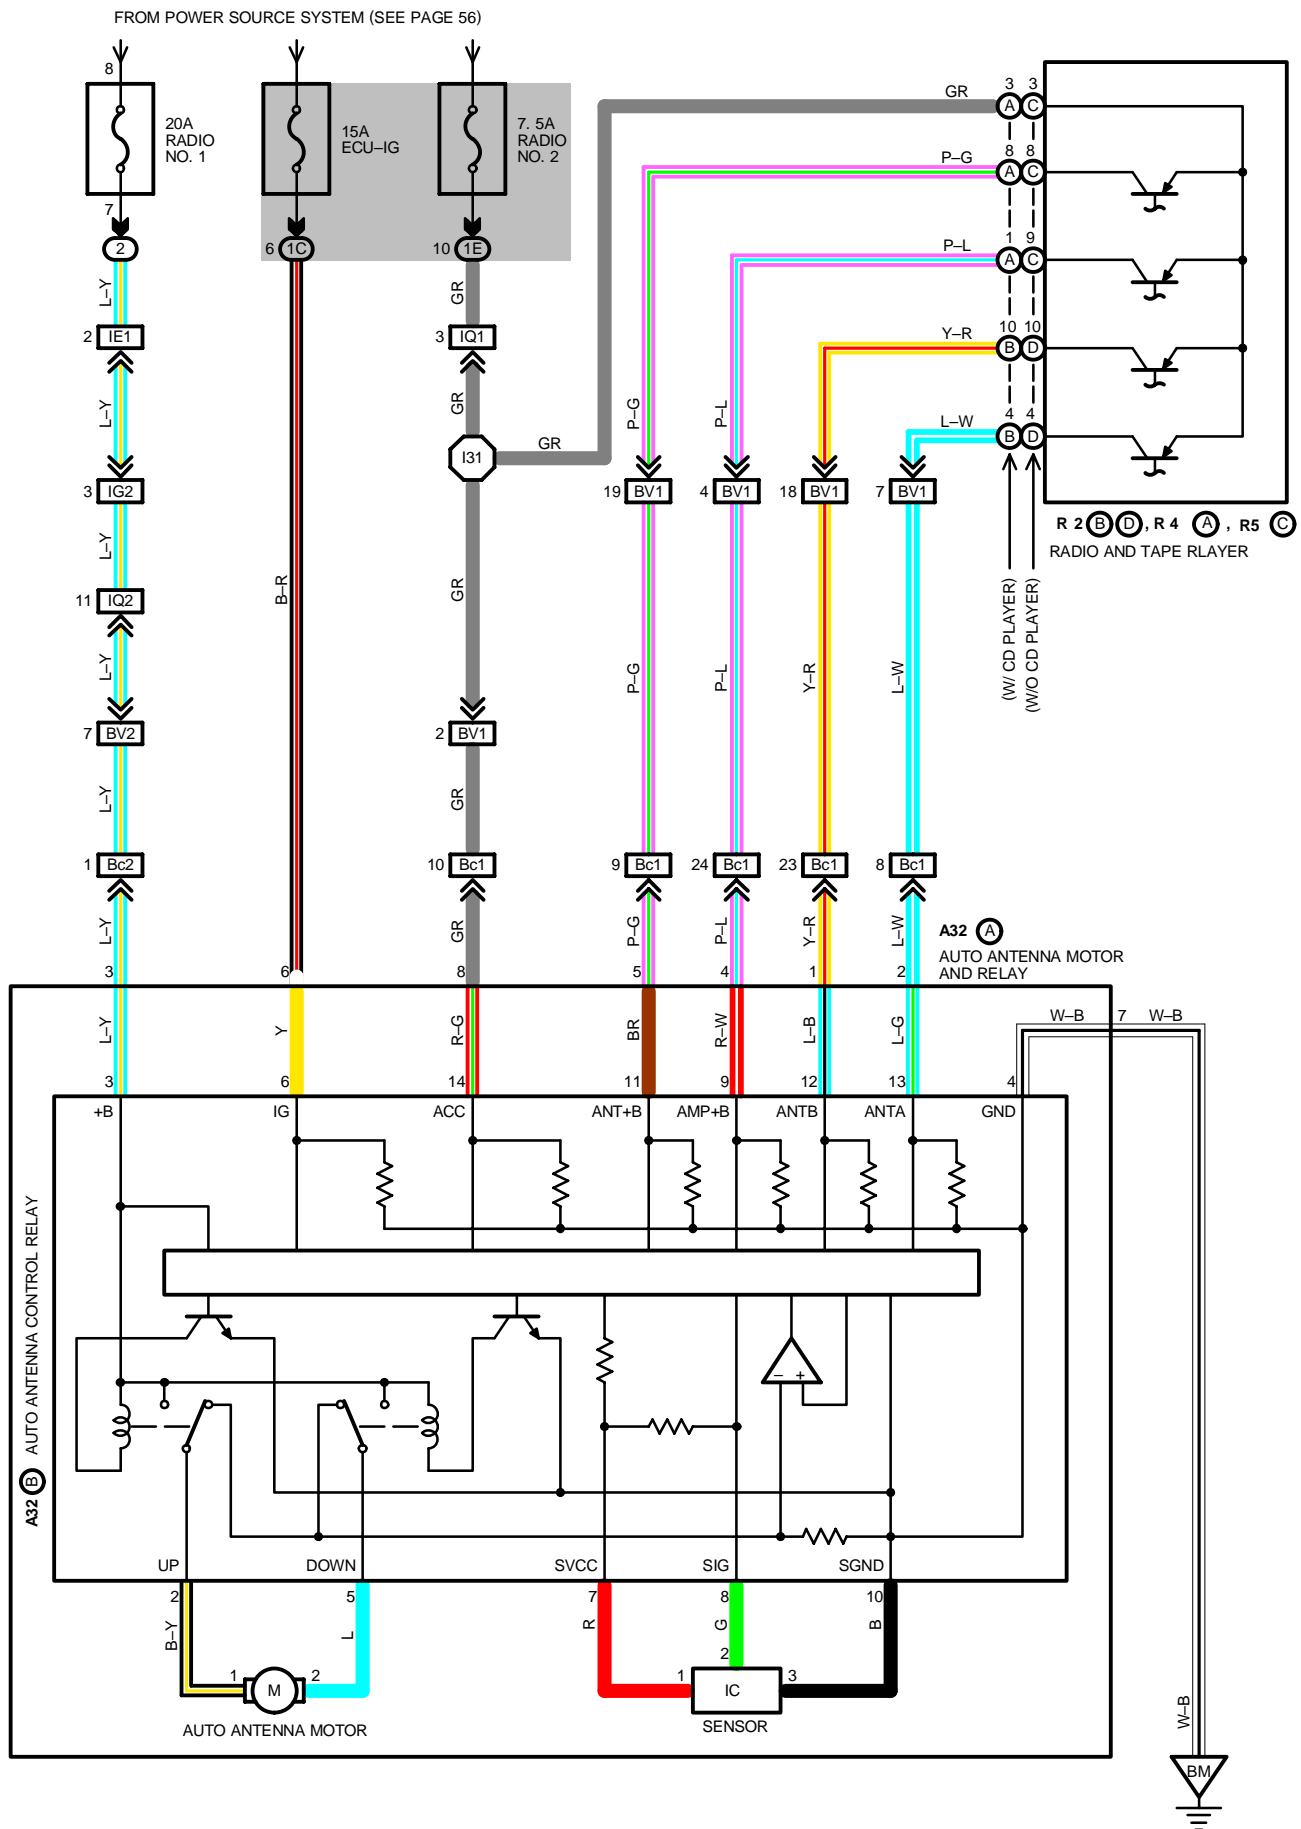 FROM POWER SOURCE SYSTEM (SEE PAGE 56)
8
20A
RADIO
NO. 1
15A
ECU–IG
7. 5A
RADIO
NO. 2
7
2
6 1C
10 1E
GR
3 3
A C
P–G
8 8
A C
P–L
1 9
A C
Y–R
10 10
B D
L–W
4 4
B D
L–Y
GR
2 IE1
3 IQ1
L–Y
GR
P–G
P–L
I31
GR
3 IG2
19 BV1
4 BV1
18 BV1
7 BV1
R 2 B D , R 4 A , R5 C
RADIO AND TAPE RLAYER
(W/ CD PLAYER)
(W/O CD PLAYER)
L–Y
B–R
GR
11 IQ2
L–Y
P–G
P–L
Y–R
L–W
7 BV2
2 BV1
L–Y
GR
1 Bc2
10 Bc1
9 Bc1
24 Bc1
23 Bc1
8 Bc1
L–Y
GR
P–G
P–L
Y–R
L–W
A32 A
AUTO ANTENNA MOTOR
AND RELAY
3
6
8
5
4
1
2
L–Y
Y
R–G
BR
R–W
L–B
L–G
W–B
7
W–B
3
6
14
11
9
12
13
4
+B
IG
ACC
ANT+B
AMP+B
ANTB
ANTA
GND
A32 B AUTO ANTENNA CONTROL RELAY
– +
UP
DOWN
SVCC
SIG
SGND
2
5
7
8
10
B–Y
L
R
G
B
1
M
2
1
2
IC
3
AUTO ANTENNA MOTOR
SENSOR
W–B
BM